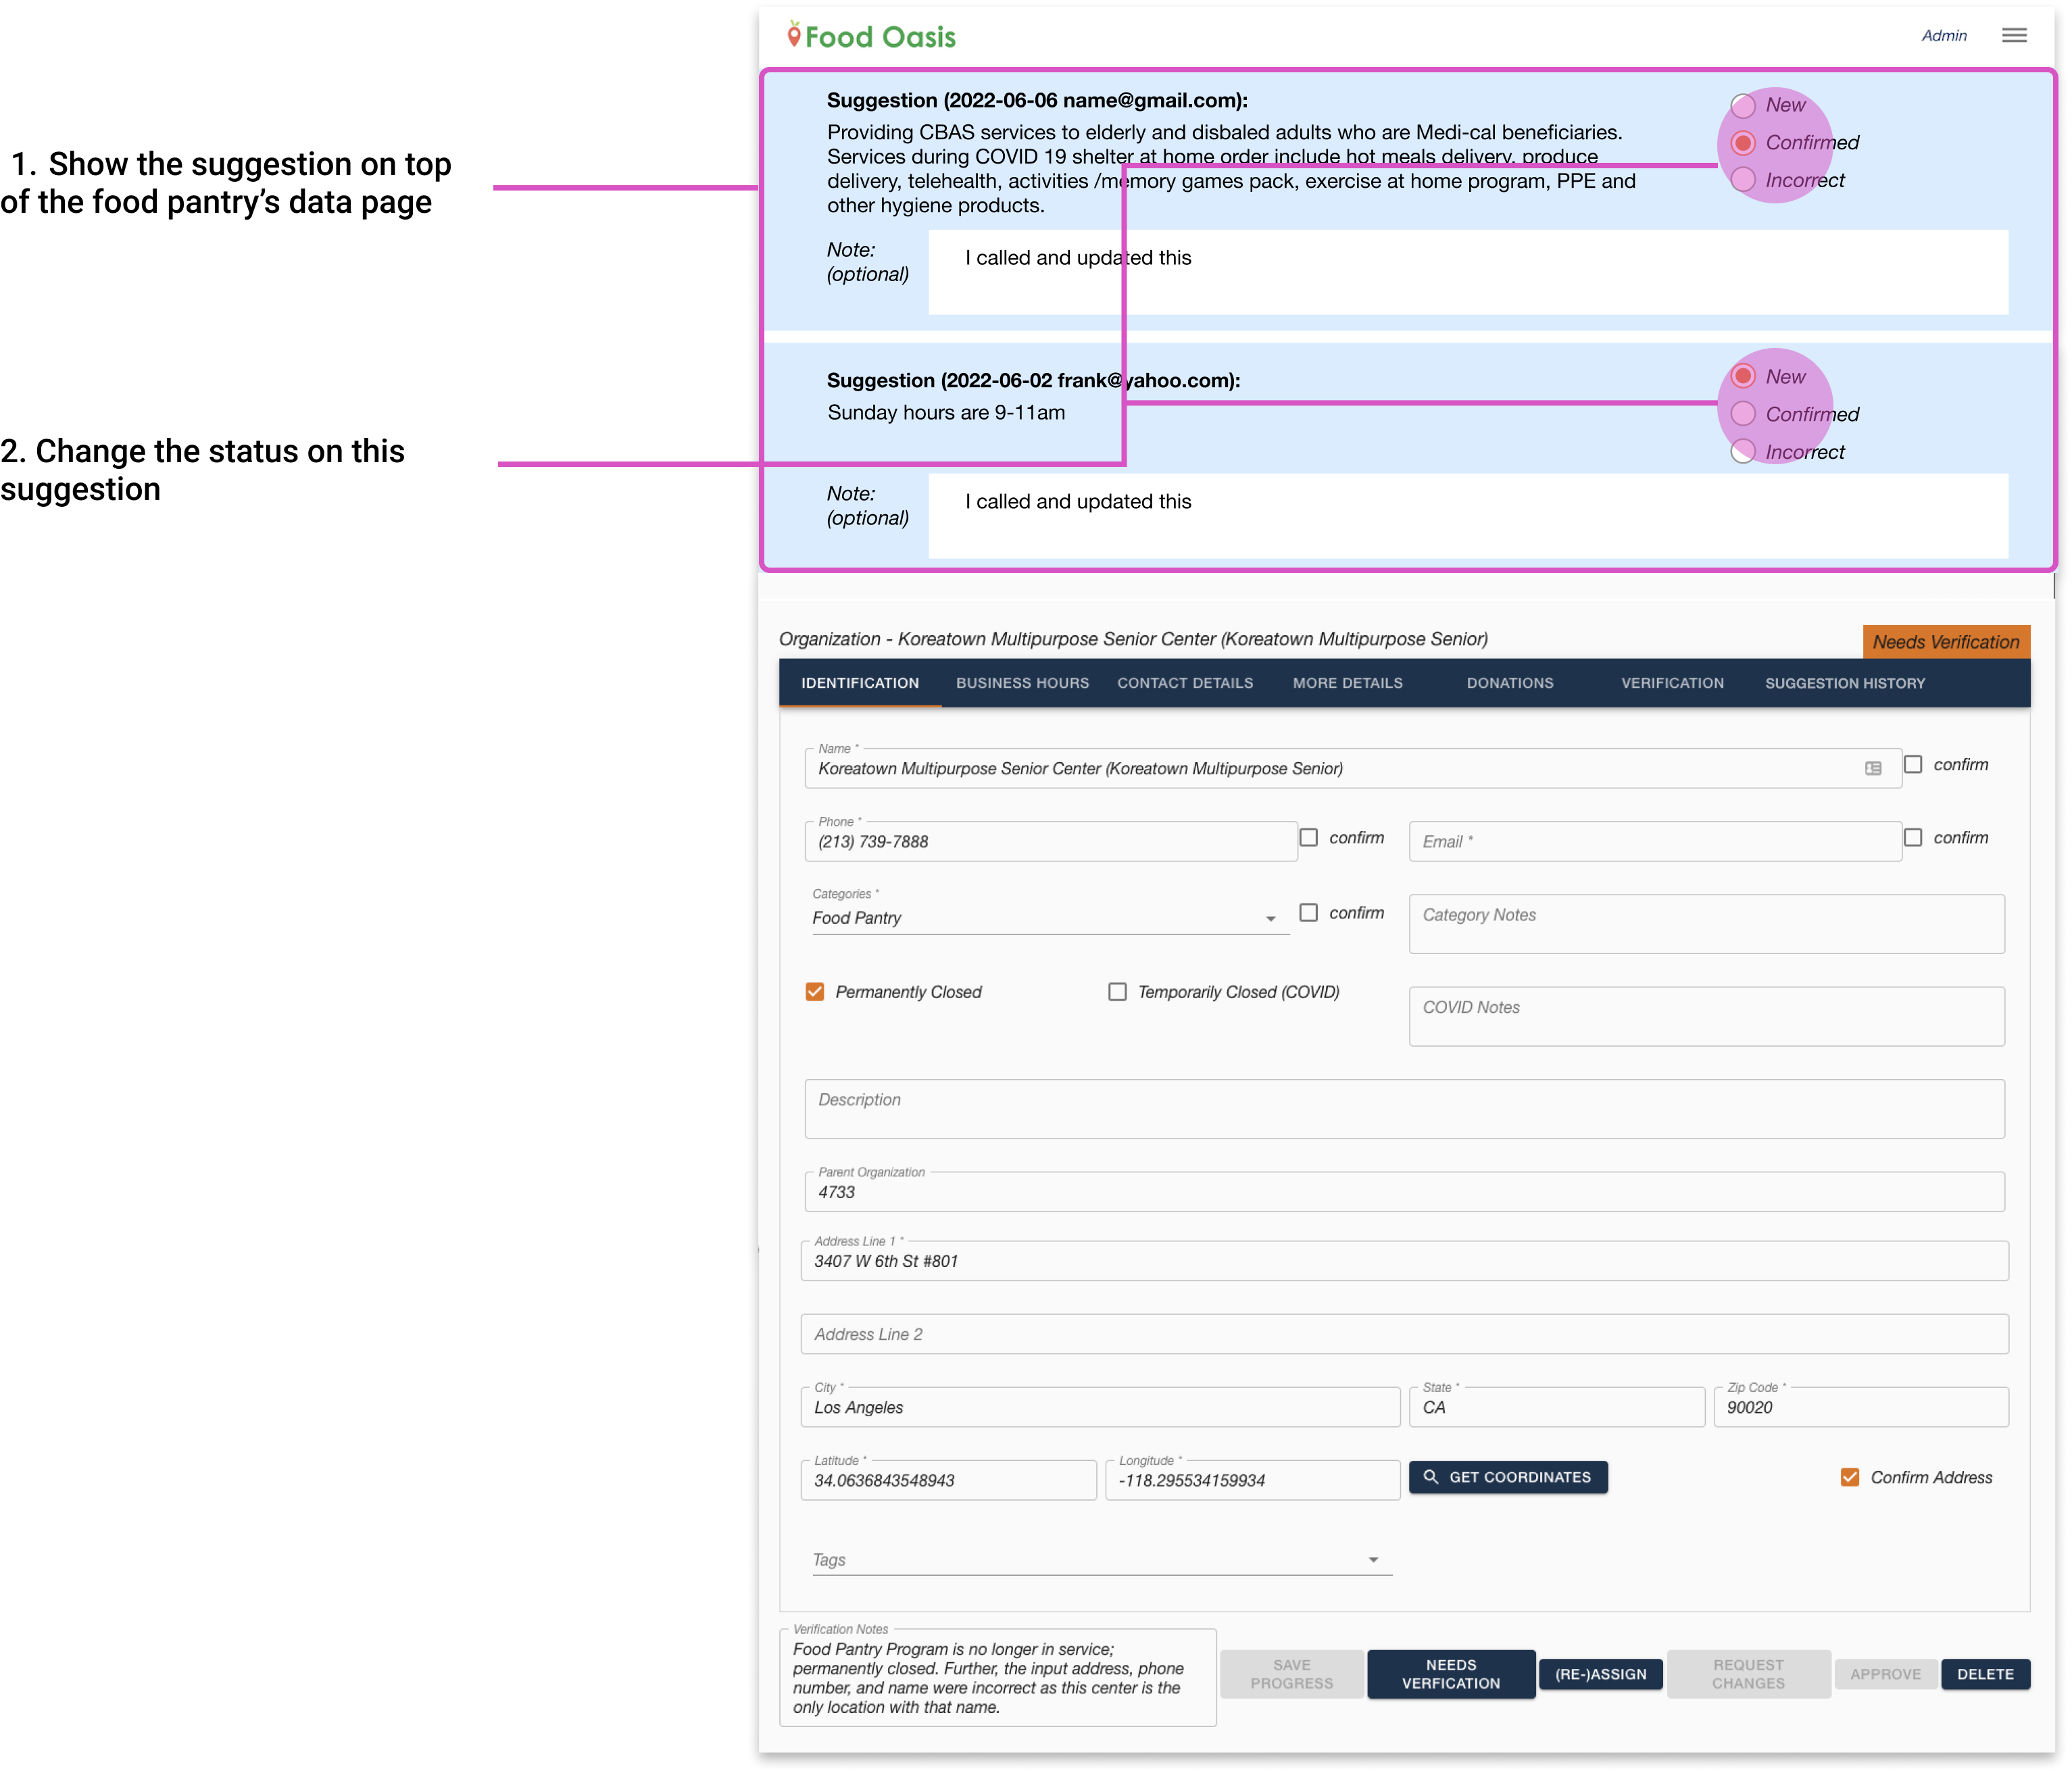 Food Oasis
Admin
1. Show the suggestion on top
of the food pantry's data page
Suggestion (2022-06-06 name@gmail.com):
Providing CBAS services to elderly and disbaled adults who are Medi-cal beneficiaries.
Services during COVID 19 shelter at home order include hot meals delivery, produce
delivery, telehealth, activities /memory games pack, exercise at home program, PPE and
other hygiene products.
New
Confirmed
Incorrect
Note:
(optional)
I called and updated this
2. Change the status on this
suggestion
Suggestion (2022-06-02 frank@yahoo.com):
Sunday hours are 9-11am
New
Confirmed
Incorrect
Note:
(optional)
I called and updated this
Organization - Koreatown Multipurpose Senior Center (Koreatown Multipurpose Senior)
Needs Verification
IDENTIFICATION BUSINESS HOURS CONTACT DETAILS MORE DETAILS DONATIONS VERIFICATION SUGGESTION HISTORY
Name *
Koreatown Multipurpose Senior Center (Koreatown Multipurpose Senior)
confirm
Phone *
(213) 739-7888
confirm
Email *
confirm
Categories *
Food Pantry
confirm
Category Notes
Permanently Closed
Temporarily Closed (COVID)
COVID Notes
Description
Parent Organization
4733
Address Line 1 *
3407 W 6th St #801
Address Line 2
City *
Los Angeles
State *
CA
Zip Code *
90020
Latitude *
34.0636843548943
Longitude *
-118.295534159934
GET COORDINATES
Confirm Address
Tags
Verification Notes
Food Pantry Program is no longer in service;
permanently closed. Further, the input address, phone
number, and name were incorrect as this center is the
only location with that name.
SAVE
PROGRESS
NEEDS
VERFICATION
(RE-)ASSIGN
REQUEST
CHANGES
APPROVE
DELETE